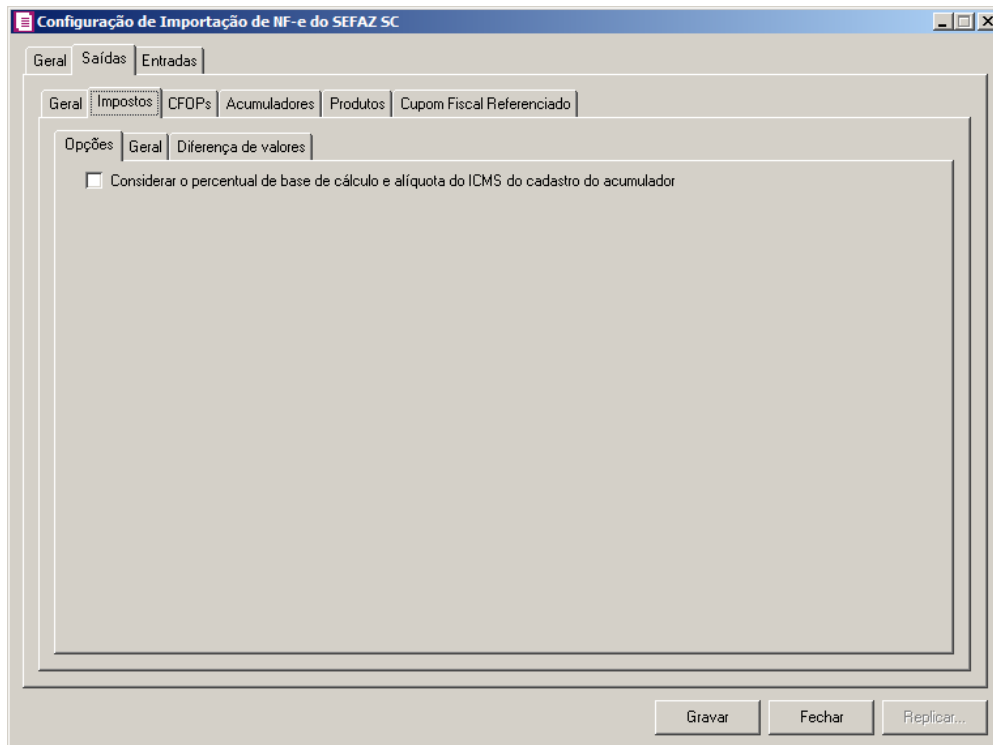 Configuração de Importação de NF-e do SEFAZ SC
Geral Saídas Entradas
Geral Impostos CFOPs Acumuladores Produtos Cupom Fiscal Referenciado
Opções Geral Diferença de valores
Considerar o percentual de base de cálculo e alíquota do ICMS do cadastro do acumulador
Gravar Fechar Replicar...